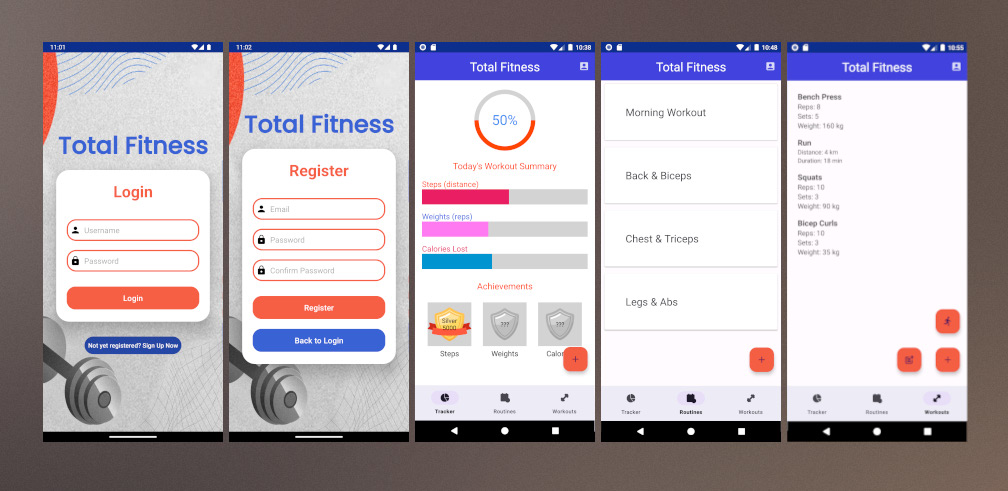 11:01
Total Fitness
Login
Username
Password
Login
Not yet registered? Sign Up Now
11:02
Total Fitness
Register
Email
Password
Confirm Password
Register
Back to Login
10:38
Total Fitness
50%
Today's Workout Summary
Steps (distance)
Weights (reps)
Calories Lost
Achievements
Silver
5000
???
???
Steps
Weights
Calor
+
Tracker
Routines
Workouts
10:48
Total Fitness
Morning Workout
Back & Biceps
Chest & Triceps
Legs & Abs
+
Tracker
Routines
Workouts
10:55
Total Fitness
Bench Press
Reps: 8
Sets: 5
Weight: 160 kg
Run
Distance: 4 km
Duration: 18 min
Squats
Reps: 10
Sets: 3
Weight: 90 kg
Bicep Curls
Reps: 10
Sets: 3
Weight: 35 kg
+
Tracker
Routines
Workouts